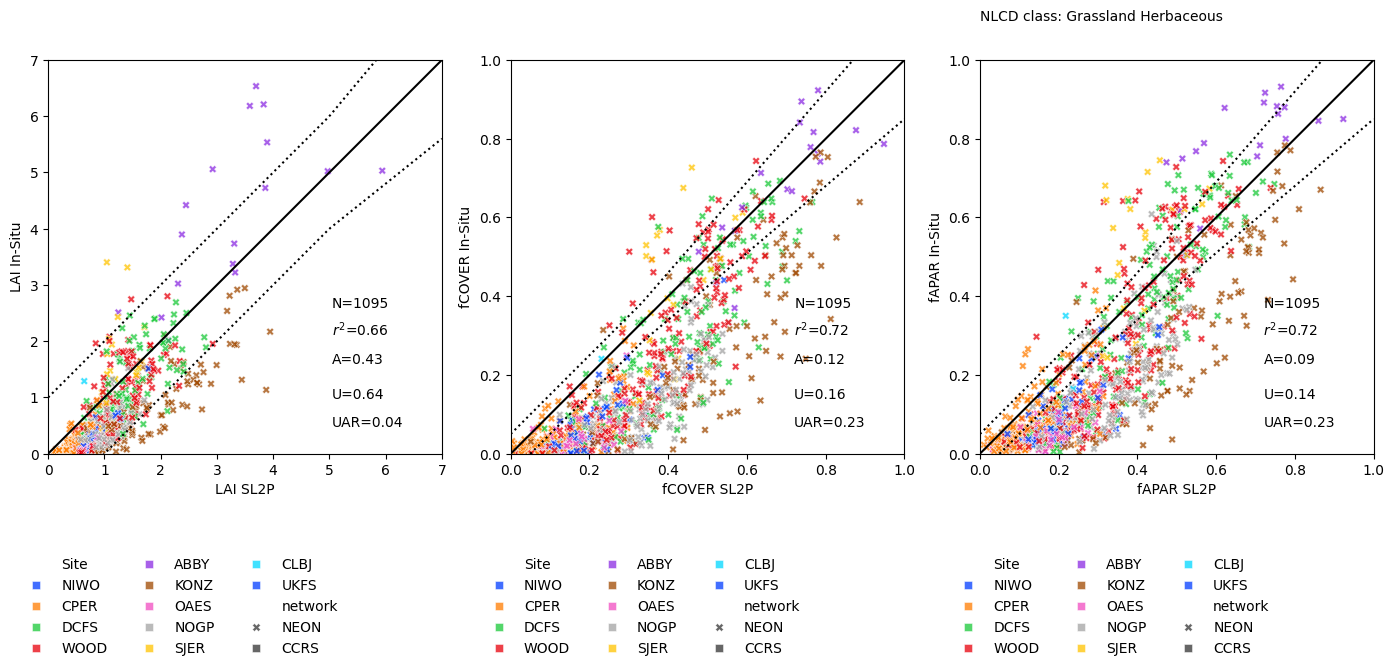 NLCD class: Grassland Herbaceous
7
6
5
4
3
2
1
0
LAI In-Situ
N=1095
r²=0.66
A=0.43
U=0.64
UAR=0.04
0 1 2 3 4 5 6 7
LAI SL2P
1.0
0.8
0.6
0.4
0.2
0.0
fCOVER In-Situ
N=1095
r²=0.72
A=0.12
U=0.16
UAR=0.23
0.0 0.2 0.4 0.6 0.8 1.0
fCOVER SL2P
1.0
0.8
0.6
0.4
0.2
0.0
fAPAR In-Situ
N=1095
r²=0.72
A=0.09
U=0.14
UAR=0.23
0.0 0.2 0.4 0.6 0.8 1.0
fAPAR SL2P
Site ABBY CLBJ
NIWO KONZ UKFS
CPER OAES network
DCFS NOGP NEON
WOOD SJER CCRS
Site ABBY CLBJ
NIWO KONZ UKFS
CPER OAES network
DCFS NOGP NEON
WOOD SJER CCRS
Site ABBY CLBJ
NIWO KONZ UKFS
CPER OAES network
DCFS NOGP NEON
WOOD SJER CCRS